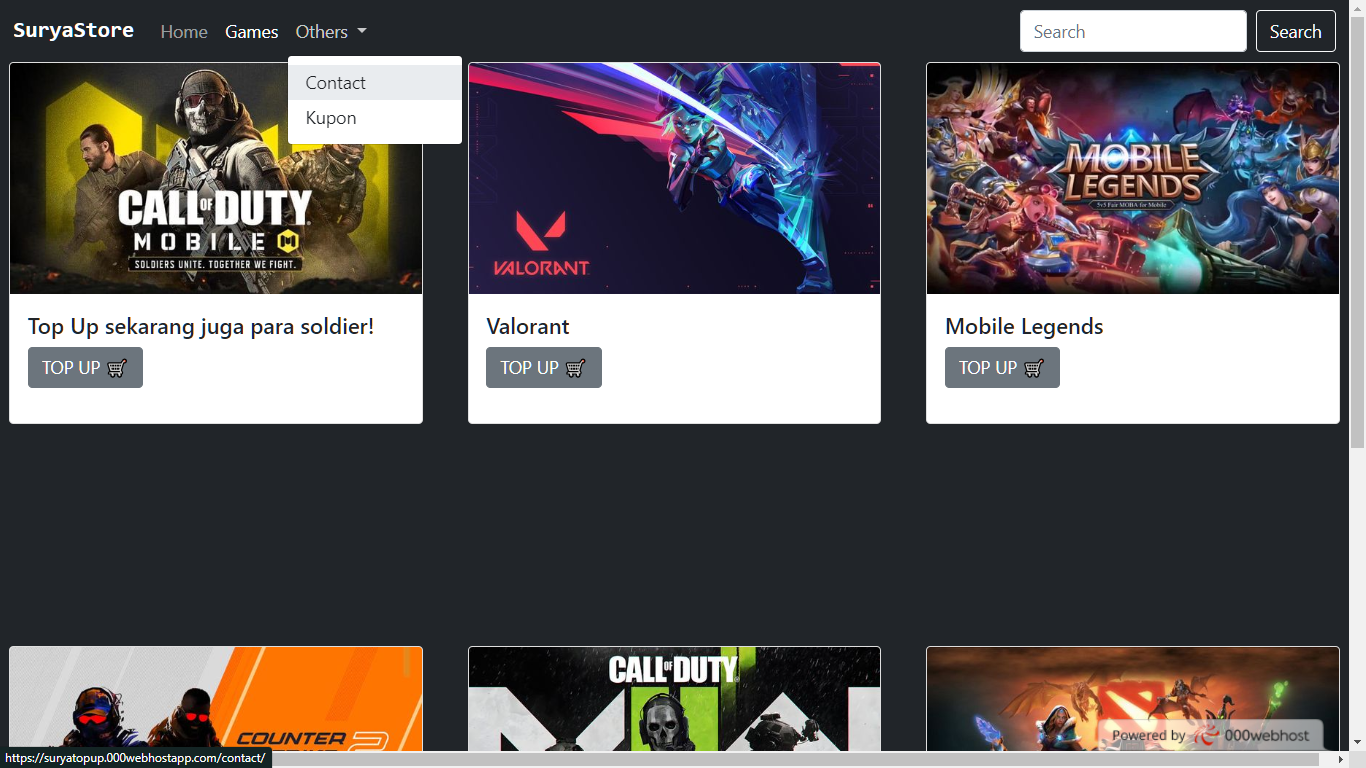 SuryaStore Home Games Others Search Search
Contact
Kupon
CALL OF DUTY
MOBILE
SOLDIERS UNITE. TOGETHER WE FIGHT.
VALORANT
MOBILE
LEGENDS
5v5 Fair MOBA for Mobile
Top Up sekarang juga para soldier!
TOP UP
Valorant
TOP UP
Mobile Legends
TOP UP
COUNTER
2
CALL OF DUTY
Powered by 000webhost
https://suryatopup.000webhostapp.com/contact/